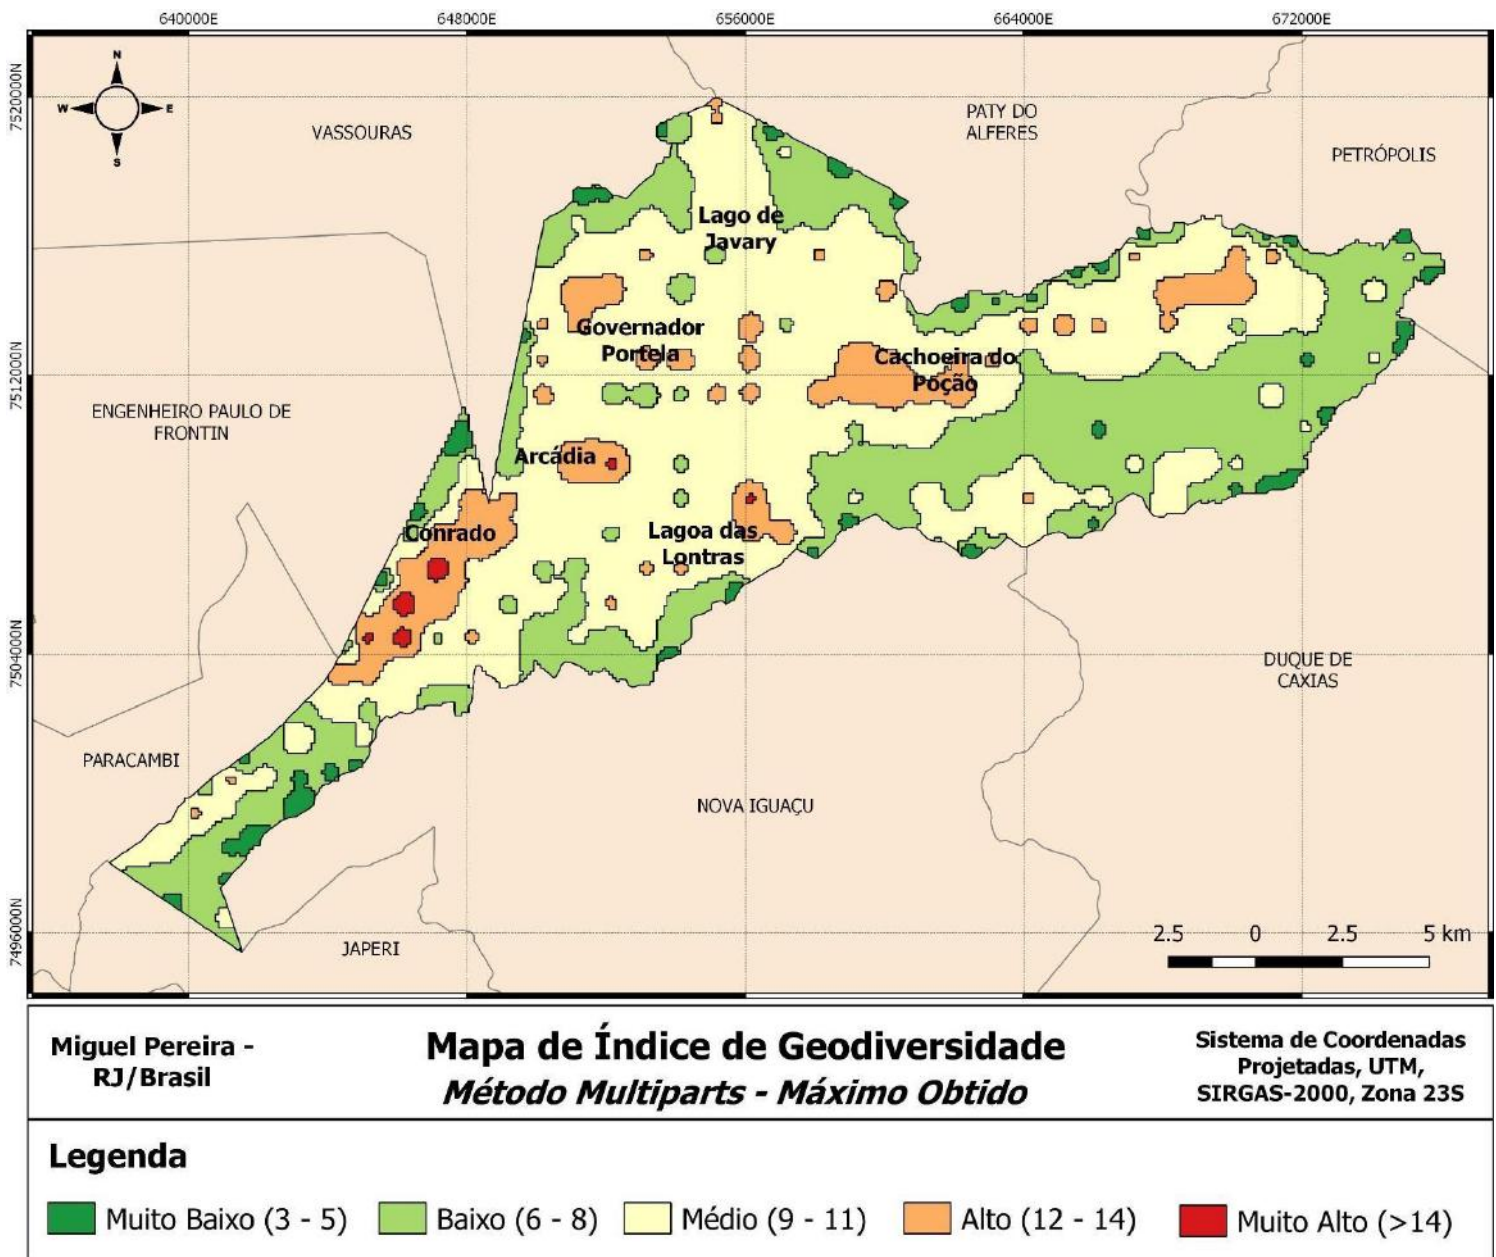 640000E
648000E
656000E
664000E
672000E
7520000N
7512000N
7504000N
7496000N
N
W
E
S
VASSOURAS
PATY DO
ALFERES
PETRÓPOLIS
Lago de
Javary
Governador
Portela
Cachoeira do
Poção
ENGENHEIRO PAULO DE
FRONTIN
Arcádia
Conrado
Lagoa das
Lontras
DUQUE DE
CAXIAS
PARACAMBI
NOVA IGUAÇU
JAPERI
2.5 0 2.5 5 km
Miguel Pereira -
RJ/Brasil
Mapa de Índice de Geodiversidade
Método Multiparts - Máximo Obtido
Sistema de Coordenadas
Projetadas, UTM,
SIRGAS-2000, Zona 23S
Legenda
Muito Baixo (3 - 5)
Baixo (6 - 8)
Médio (9 - 11)
Alto (12 - 14)
Muito Alto (>14)